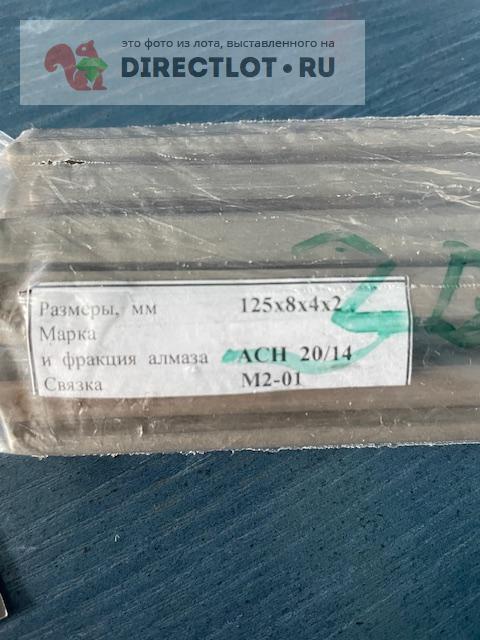 это фото из лота, выставленного на
DIRECTLOT.RU
Размеры, мм 125x8x4x2
Марка
и фракция алмаза АСН 20/14
Связка М2-01